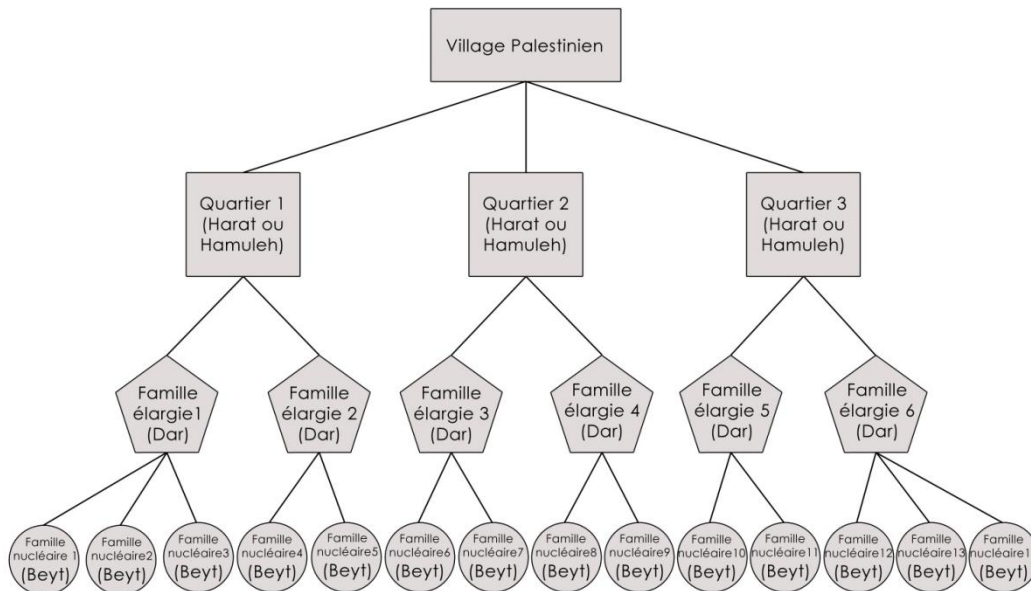 Village Palestinien
Quartier 1
(Harat ou
Hamuleh)
Quartier 2
(Harat ou
Hamuleh)
Quartier 3
(Harat ou
Hamuleh)
Famille
élargie1
(Dar)
Famille
élargie 2
(Dar)
Famille
élargie 3
(Dar)
Famille
élargie 4
(Dar)
Famille
élargie 5
(Dar)
Famille
élargie 6
(Dar)
Famille
nucléaire 1
(Beyt)
Famille
nucléaire2
(Beyt)
Famille
nucléaire3
(Beyt)
Famille
nucléaire4
(Beyt)
Famille
nucléaire5
(Beyt)
Famille
nucléaire6
(Beyt)
Famille
nucléaire7
(Beyt)
Famille
nucléaire8
(Beyt)
Famille
nucléaire9
(Beyt)
Famille
nucléaire10
(Beyt)
Famille
nucléaire11
(Beyt)
Famille
nucléaire12
(Beyt)
Famille
nucléaire13
(Beyt)
Famille
nucléaire1
(Beyt)